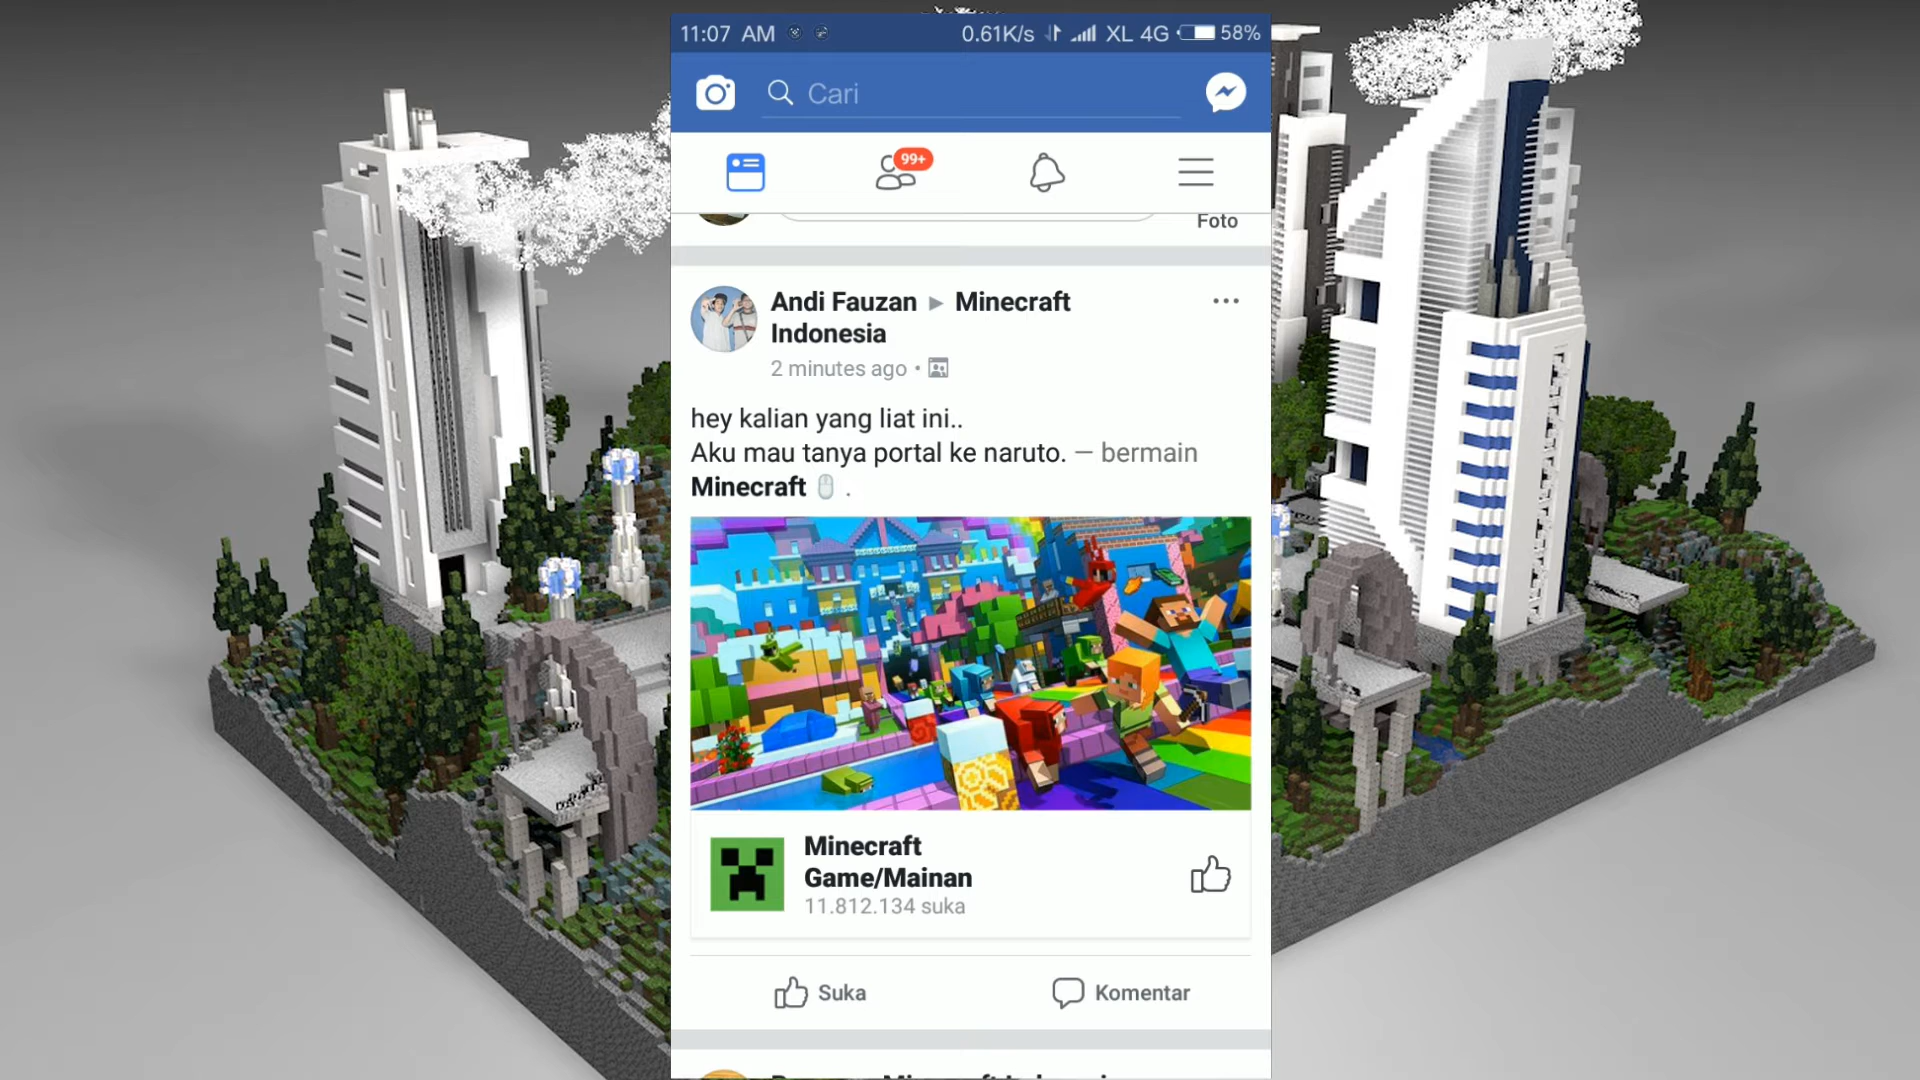 11:07 AM 0.61K/s XL 4G 58%
Cari
99+
Foto
Andi Fauzan ▸ Minecraft
Indonesia
2 minutes ago •
hey kalian yang liat ini..
Aku mau tanya portal ke naruto. — bermain
Minecraft .
Minecraft
Game/Mainan
11.812.134 suka
Suka
Komentar